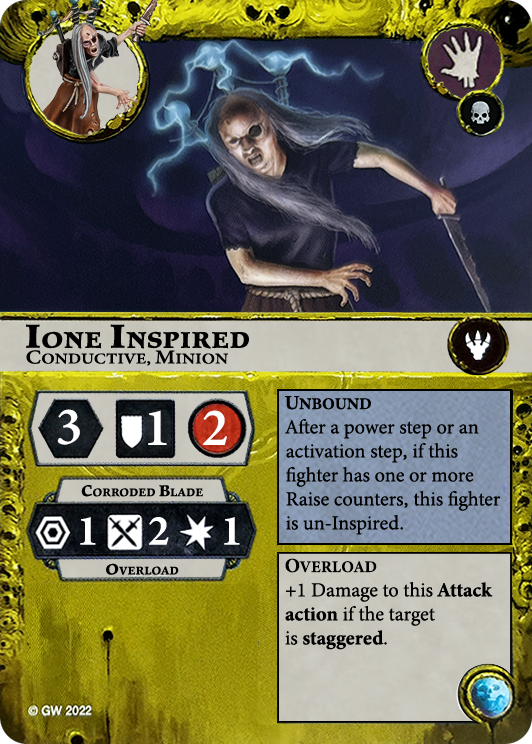 Ione Inspired
Conductive, Minion
3 1 2
Corroded Blade
1 2 1
Overload
Unbound
After a power step or an
activation step, if this
fighter has one or more
Raise counters, this fighter
is un-Inspired.
Overload
+1 Damage to this Attack
action if the target
is staggered.
© GW 2022